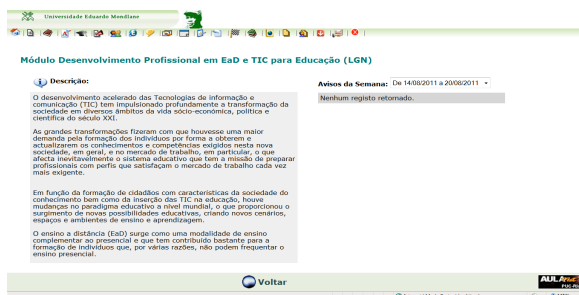 Universidade Eduardo Mondlane
Módulo Desenvolvimento Profissional em EaD e TIC para Educação (LGN)
Descrição:
O desenvolvimento acelerado das Tecnologias de informação e
comunicação (TIC) tem impulsionado profundamente a transformação da
sociedade em diversos âmbitos da vida sócio-económica, política e
científica do século XXI.
As grandes transformações fizeram com que houvesse uma maior
demanda pela formação dos indivíduos por forma a obterem e
actualizarem os conhecimentos e competências exigidos nesta nova
sociedade, em geral, e no mercado de trabalho, em particular, o que
afecta inevitavelmente o sistema educativo que tem a missão de preparar
profissionais com perfis que satisfaçam o mercado de trabalho cada vez
mais exigente.
Em função da formação de cidadãos com características da sociedade do
conhecimento bem como da inserção das TIC na educação, houve
mudanças no paradigma educativo a nível mundial, o que proporcionou o
surgimento de novas possibilidades educativas, criando novos cenários,
espaços e ambientes de ensino e aprendizagem.
O ensino a distância (EaD) surge como uma modalidade de ensino
complementar ao presencial e que tem contribuído bastante para a
formação de indivíduos que, por várias razões, não podem frequentar o
ensino presencial.
Avisos da Semana: De 14/08/2011 a 20/08/2011
Nenhum registo retornado.
Voltar